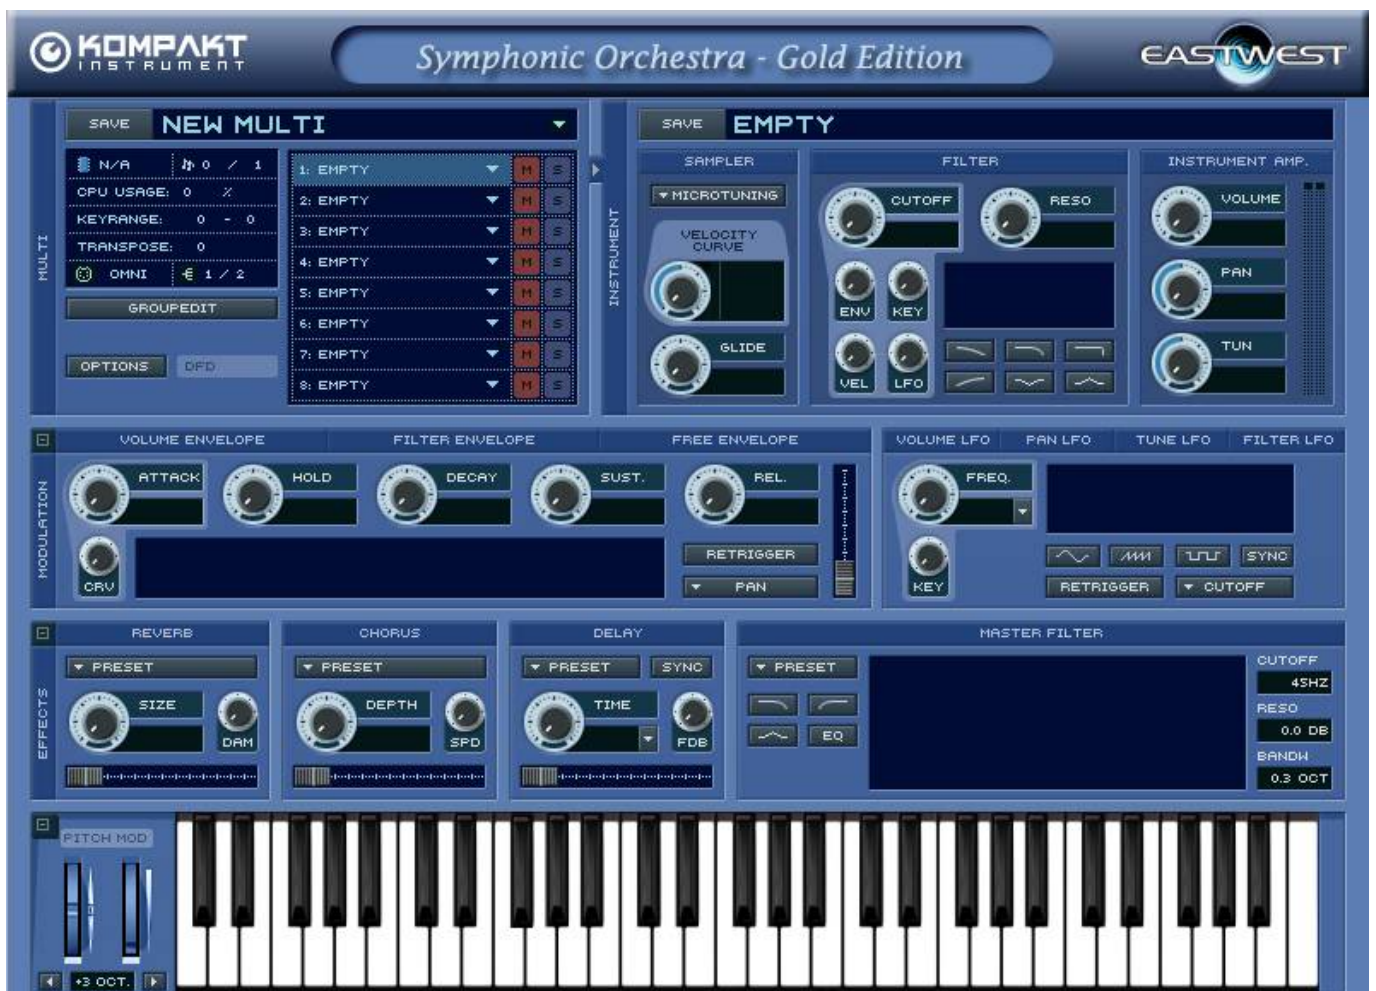 KOMPAKT
INSTRUMENT
Symphonic Orchestra - Gold Edition
EASTWEST
MULTI
SAVE NEW MULTI
N/A 0 / 1
CPU USAGE: 0 %
KEYRANGE: 0 - 0
TRANSPOSE: 0
OMNI 1 / 2
GROUPEDIT
OPTIONS DFD
1: EMPTY M S
2: EMPTY M S
3: EMPTY M S
4: EMPTY M S
5: EMPTY M S
6: EMPTY M S
7: EMPTY M S
8: EMPTY M S
INSTRUMENT
SAVE EMPTY
SAMPLER
MICROTUNING
VELOCITY
CURVE
GLIDE
FILTER
CUTOFF RESO
ENV KEY
VEL LFO
INSTRUMENT AMP.
VOLUME
PAN
TUN
MODULATION
VOLUME ENVELOPE FILTER ENVELOPE FREE ENVELOPE
ATTACK HOLD DECAY SUST. REL.
CRV
RETRIGGER
PAN
VOLUME LFO PAN LFO TUNE LFO FILTER LFO
FREQ.
KEY
SYNC
RETRIGGER CUTOFF
EFFECTS
REVERB
PRESET
SIZE
DAM
CHORUS
PRESET
DEPTH
SPD
DELAY
PRESET SYNC
TIME
FDB
MASTER FILTER
PRESET
EQ
CUTOFF
45HZ
RESO
0.0 DB
BANDW
0.3 OCT
PITCH MOD
+3 OCT.